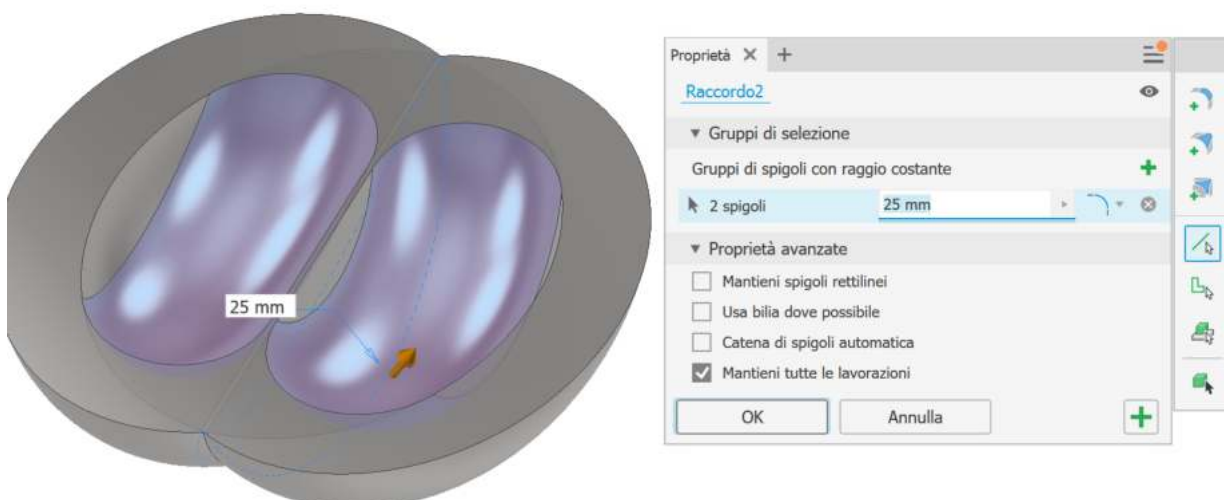 25 mm
Proprietà
Raccordo2
Gruppi di selezione
Gruppi di spigoli con raggio costante
2 spigoli 25 mm
Proprietà avanzate
Mantieni spigoli rettilinei
Usa bilia dove possibile
Catena di spigoli automatica
Mantieni tutte le lavorazioni
OK Annulla